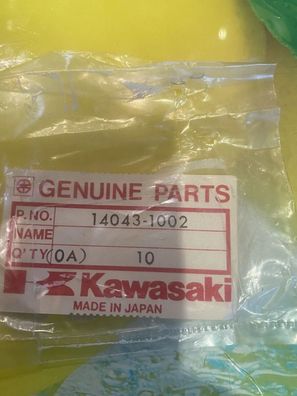 GENUINE PARTS
P.NO. 14043-1002
NAME
Q'TY (0A) 10
Kawasaki
MADE IN JAPAN